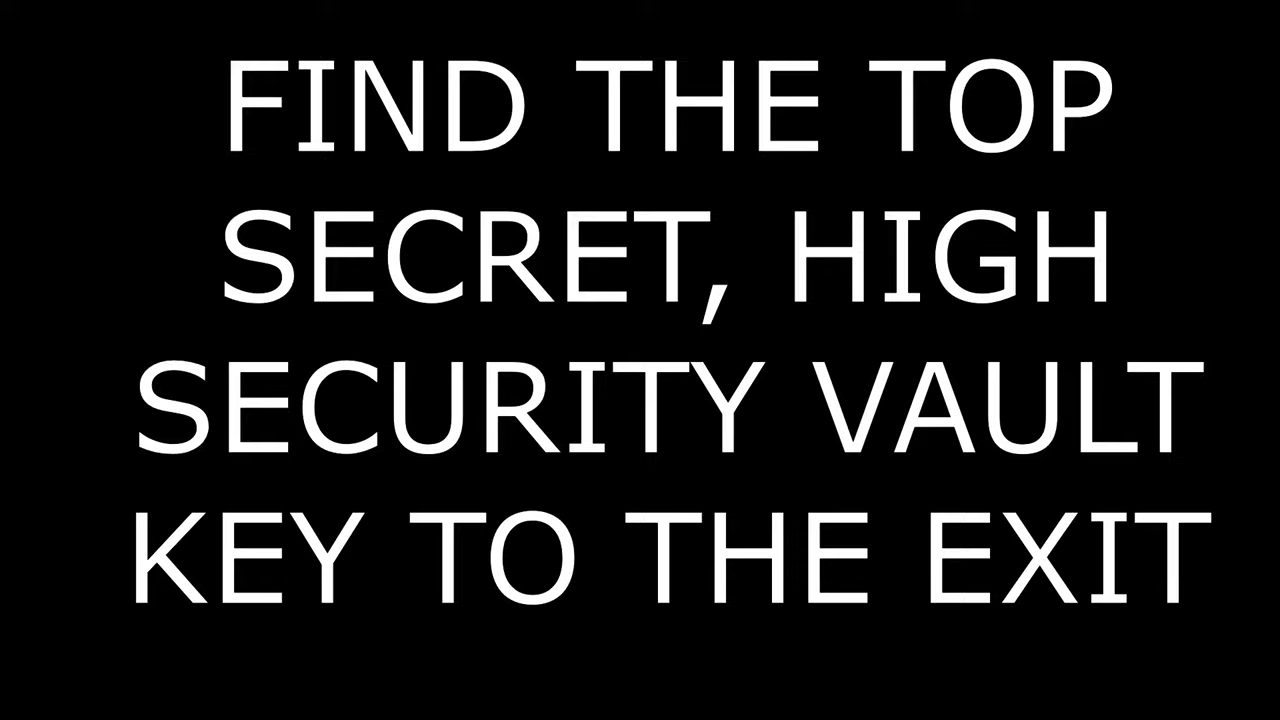 FIND THE TOP
SECRET, HIGH
SECURITY VAULT
KEY TO THE EXIT